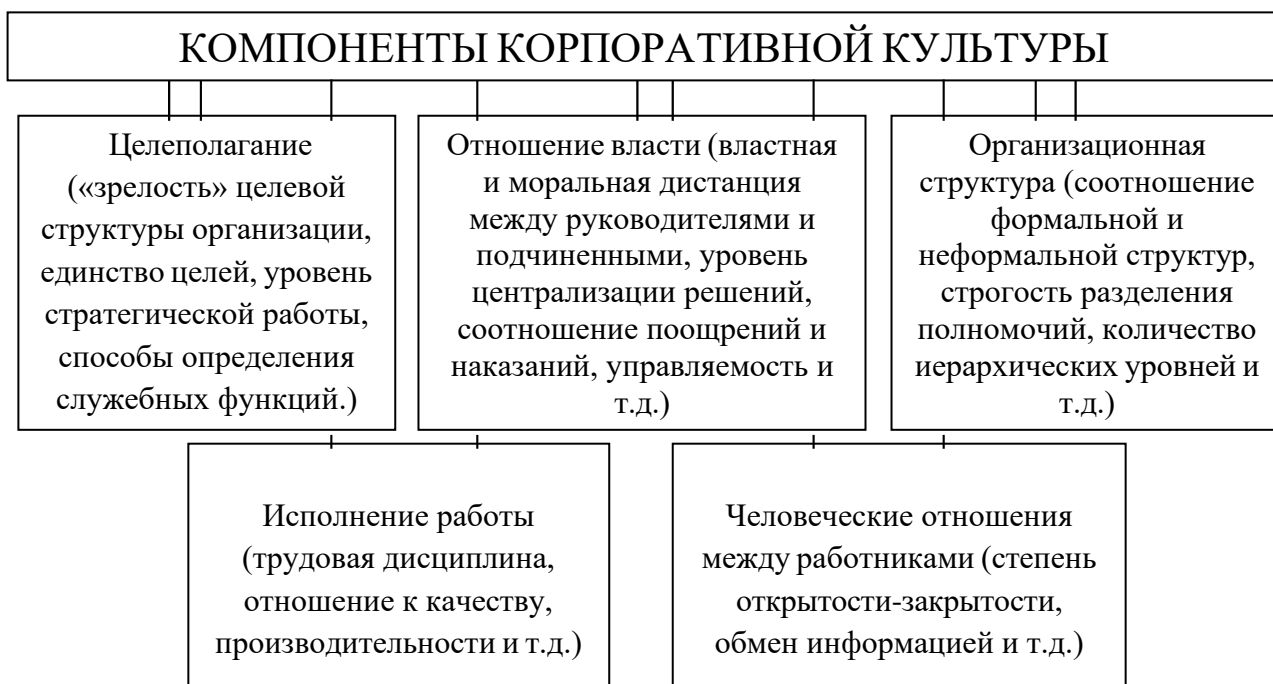 КОМПОНЕНТЫ КОРПОРАТИВНОЙ КУЛЬТУРЫ
Целеполагание
(«зрелость» целевой
структуры организации,
единство целей, уровень
стратегической работы,
способы определения
служебных функций.)
Отношение власти (властная
и моральная дистанция
между руководителями и
подчиненными, уровень
централизации решений,
соотношение поощрений и
наказаний, управляемость и
т.д.)
Организационная
структура (соотношение
формальной и
неформальной структур,
строгость разделения
полномочий, количество
иерархических уровней и
т.д.)
Исполнение работы
(трудовая дисциплина,
отношение к качеству,
производительности и т.д.)
Человеческие отношения
между работниками (степень
открытости-закрытости,
обмен информацией и т.д.)